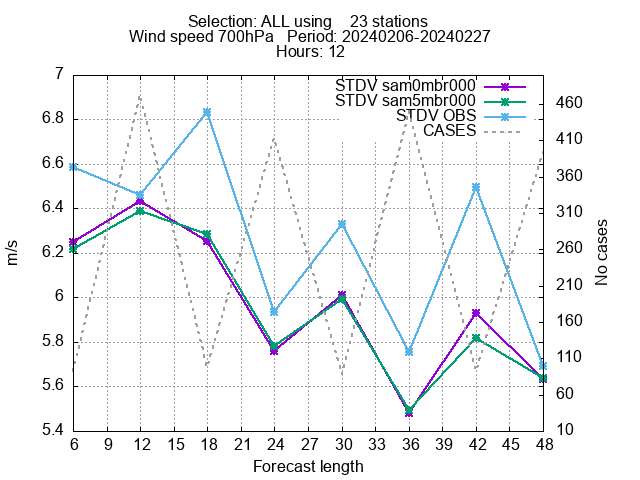 Selection: ALL using    23 stations
Wind speed 700hPa   Period: 20240206-20240227
Hours: 12
STDV sam0mbr000
STDV sam5mbr000
STDV OBS
CASES
7
6.8
6.6
6.4
6.2
6
5.8
5.6
5.4
m/s
460
410
360
310
260
210
160
110
60
10
No cases
6 9 12 15 18 21 24 27 30 33 36 39 42 45 48
Forecast length